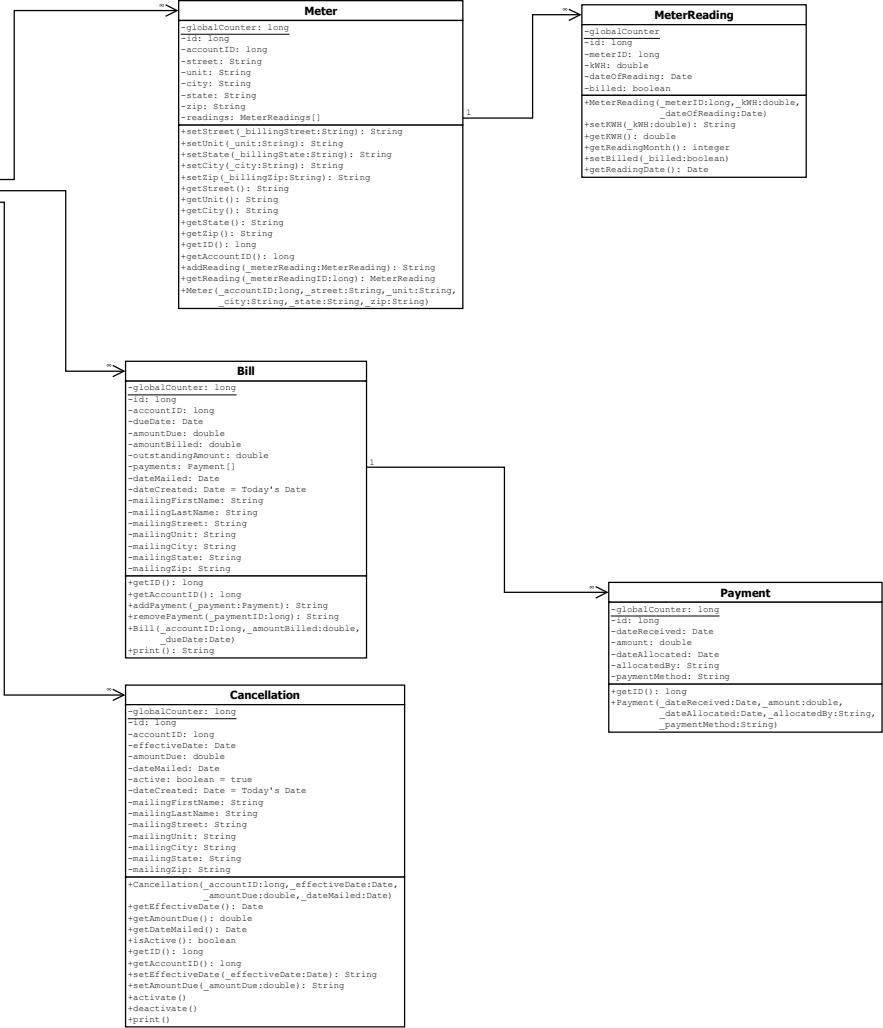 ∞
Meter
-globalCounter: long
-id: long
-accountID: long
-street: String
-unit: String
-city: String
-state: String
-zip: String
-readings: MeterReadings[]
+setStreet(_billingStreet:String): String
+setUnit(_unit:String): String
+setState(_billingState:String): String
+setCity(_city:String): String
+setZip(_billingZip:String): String
+getStreet(): String
+getUnit(): String
+getCity(): String
+getState(): String
+getZip(): String
+getID(): long
+getAccountID(): long
+addReading(_meterReading:MeterReading): String
+getReading(_meterReadingID:long): MeterReading
+Meter(_accountID:long,_street:String,_unit:String,
_city:String,_state:String,_zip:String)
1
∞
MeterReading
-globalCounter
-id: long
-meterID: long
-kWH: double
-dateOfReading: Date
-billed: boolean
+MeterReading(_meterID:long,_kWH:double,
_dateOfReading:Date)
+setKWH(_kWH:double): String
+getKWH(): double
+getReadingMonth(): integer
+setBilled(_billed:boolean)
+getReadingDate(): Date
∞
Bill
-globalCounter: long
-id: long
-accountID: long
-dueDate: Date
-amountDue: double
-amountBilled: double
-outstandingAmount: double
-payments: Payment[]
-dateMailed: Date
-dateCreated: Date = Today's Date
-mailingFirstName: String
-mailingLastName: String
-mailingStreet: String
-mailingUnit: String
-mailingCity: String
-mailingState: String
-mailingZip: String
+getID(): long
+getAccountID(): long
+addPayment(_payment:Payment): String
+removePayment(_paymentID:long): String
+Bill(_accountID:long,_amountBilled:double,
_dueDate:Date)
+print(): String
1
∞
Payment
-globalCounter: long
-id: long
-dateReceived: Date
-amount: double
-dateAllocated: Date
-allocatedBy: String
-paymentMethod: String
+getID(): long
+Payment(_dateReceived:Date,_amount:double,
_dateAllocated:Date,_allocatedBy:String,
_paymentMethod:String)
∞
Cancellation
-globalCounter: long
-id: long
-accountID: long
-effectiveDate: Date
-amountDue: double
-dateMailed: Date
-active: boolean = true
-dateCreated: Date = Today's Date
-mailingFirstName: String
-mailingLastName: String
-mailingStreet: String
-mailingUnit: String
-mailingCity: String
-mailingState: String
-mailingZip: String
+Cancellation(_accountID:long,_effectiveDate:Date,
_amountDue:double,_dateMailed:Date)
+getEffectiveDate(): Date
+getAmountDue(): double
+getDateMailed(): Date
+isActive(): boolean
+getID(): long
+getAccountID(): long
+setEffectiveDate(_effectiveDate:Date): String
+setAmountDue(_amountDue:double): String
+activate()
+deactivate()
+print()